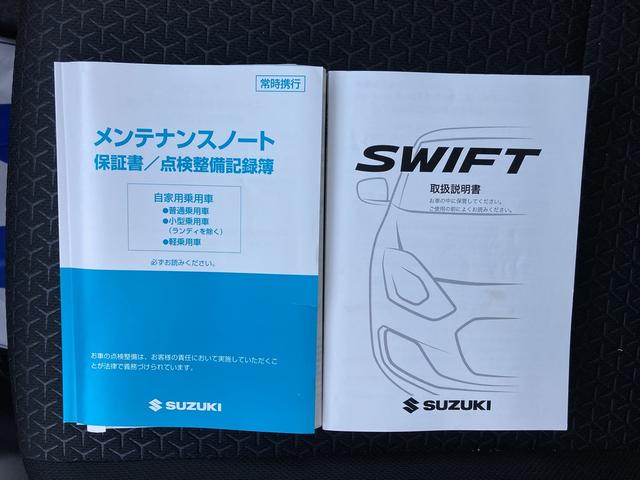 常時携行
メンテナンスノート
保証書／点検整備記録簿
自家用乗用車
●普通乗用車
●小型乗用車
（ランディを除く）
●軽乗用車
必ずお読みください。
お車の点検整備は、お客様の責任において実施していただくこ
とが法律で義務づけられています。
SUZUKI
SWIFT
取扱説明書
お車の中に保管してください。
ご使用の前によくお読みください。
SUZUKI